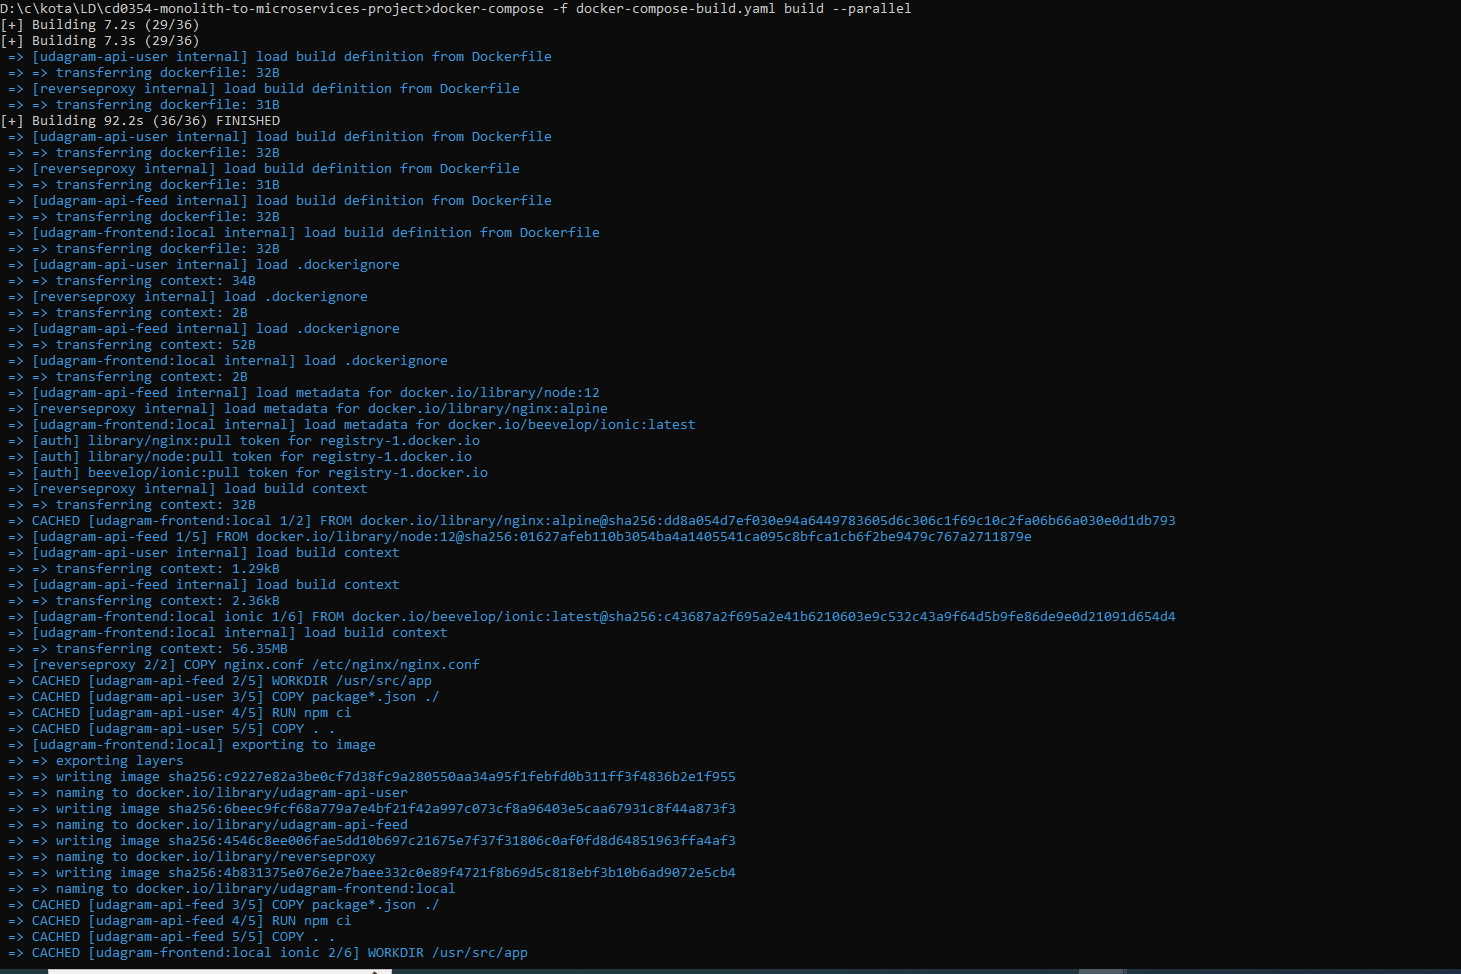 D:\c\kota\LD\cd0354-monolith-to-microservices-project>docker-compose -f docker-compose-build.yaml build --parallel
[+] Building 7.2s (29/36)
[+] Building 7.3s (29/36)
=> [udagram-api-user internal] load build definition from Dockerfile
=> => transferring dockerfile: 32B
=> [reverseproxy internal] load build definition from Dockerfile
=> => transferring dockerfile: 31B
[+] Building 92.2s (36/36) FINISHED
=> [udagram-api-user internal] load build definition from Dockerfile
=> => transferring dockerfile: 32B
=> [reverseproxy internal] load build definition from Dockerfile
=> => transferring dockerfile: 31B
=> [udagram-api-feed internal] load build definition from Dockerfile
=> => transferring dockerfile: 32B
=> [udagram-frontend:local internal] load build definition from Dockerfile
=> => transferring dockerfile: 32B
=> [udagram-api-user internal] load .dockerignore
=> => transferring context: 34B
=> [reverseproxy internal] load .dockerignore
=> => transferring context: 2B
=> [udagram-api-feed internal] load .dockerignore
=> => transferring context: 52B
=> [udagram-frontend:local internal] load .dockerignore
=> => transferring context: 2B
=> [udagram-api-feed internal] load metadata for docker.io/library/node:12
=> [reverseproxy internal] load metadata for docker.io/library/nginx:alpine
=> [udagram-frontend:local internal] load metadata for docker.io/beevelop/ionic:latest
=> [auth] library/nginx:pull token for registry-1.docker.io
=> [auth] library/node:pull token for registry-1.docker.io
=> [auth] beevelop/ionic:pull token for registry-1.docker.io
=> [reverseproxy internal] load build context
=> => transferring context: 32B
=> CACHED [udagram-frontend:local 1/2] FROM docker.io/library/nginx:alpine@sha256:dd8a054d7ef030e94a6449783605d6c306c1f69c10c2fa06b66a030e0d1db793
=> [udagram-api-feed 1/5] FROM docker.io/library/node:12@sha256:01627afeb110b3054ba4a1405541ca095c8bfca1cb6f2be9479c767a2711879e
=> [udagram-api-user internal] load build context
=> => transferring context: 1.29kB
=> [udagram-api-feed internal] load build context
=> => transferring context: 2.36kB
=> [udagram-frontend:local ionic 1/6] FROM docker.io/beevelop/ionic:latest@sha256:c43687a2f695a2e41b6210603e9c532c43a9f64d5b9fe86de9e0d21091d654d4
=> [udagram-frontend:local internal] load build context
=> => transferring context: 56.35MB
=> [reverseproxy 2/2] COPY nginx.conf /etc/nginx/nginx.conf
=> CACHED [udagram-api-feed 2/5] WORKDIR /usr/src/app
=> CACHED [udagram-api-user 3/5] COPY package*.json ./
=> CACHED [udagram-api-user 4/5] RUN npm ci
=> CACHED [udagram-api-user 5/5] COPY . .
=> [udagram-frontend:local] exporting to image
=> => exporting layers
=> => writing image sha256:c9227e82a3be0cf7d38fc9a280550aa34a95f1febfd0b311ff3f4836b2e1f955
=> => naming to docker.io/library/udagram-api-user
=> => writing image sha256:6beec9fcf68a779a7e4bf21f42a997c073cf8a96403e5caa67931c8f44a873f3
=> => naming to docker.io/library/udagram-api-feed
=> => writing image sha256:4546c8ee006fae5dd10b697c21675e7f37f31806c0af0fd8d64851963ffa4af3
=> => naming to docker.io/library/reverseproxy
=> => writing image sha256:4b831375e076e2e7baee332c0e89f4721f8b69d5c818ebf3b10b6ad9072e5cb4
=> => naming to docker.io/library/udagram-frontend:local
=> CACHED [udagram-api-feed 3/5] COPY package*.json ./
=> CACHED [udagram-api-feed 4/5] RUN npm ci
=> CACHED [udagram-api-feed 5/5] COPY . .
=> CACHED [udagram-frontend:local ionic 2/6] WORKDIR /usr/src/app